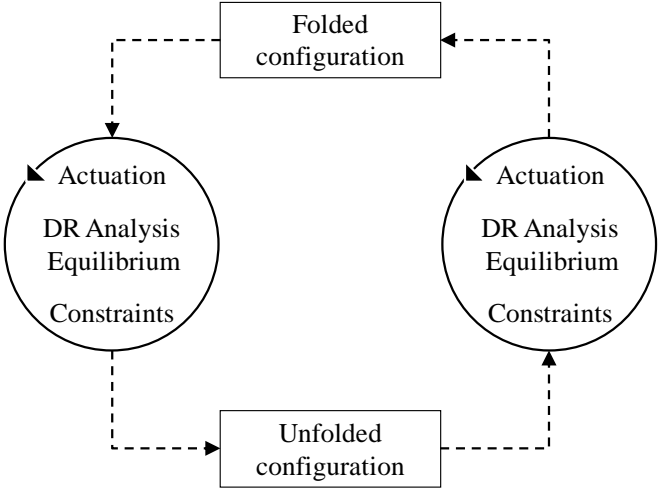 Folded
configuration
Actuation
DR Analysis
Equilibrium
Constraints
Actuation
DR Analysis
Equilibrium
Constraints
Unfolded
configuration